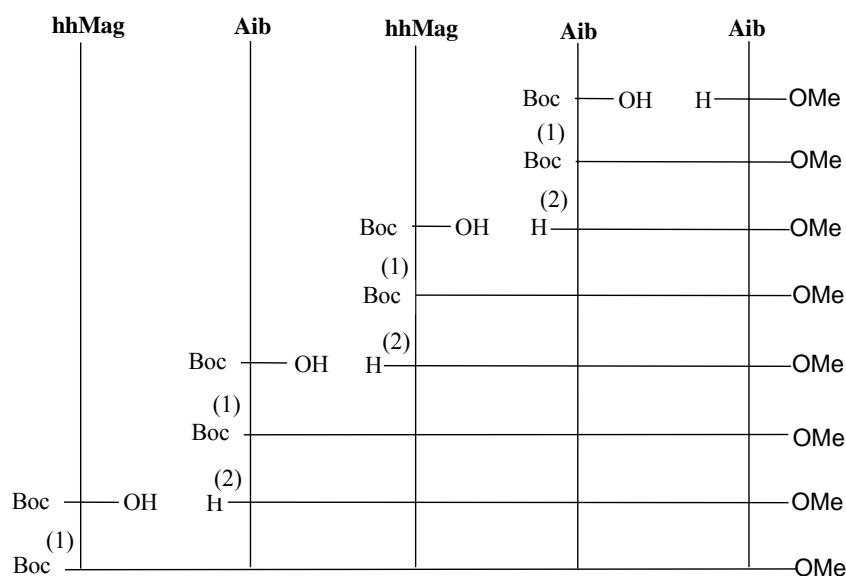 hhMag Aib hhMag Aib Aib
Boc OH H OMe
(1)
Boc OMe
(2)
Boc OH H OMe
(1)
Boc OMe
(2)
Boc OH H OMe
(1)
Boc OMe
(2)
Boc OH H OMe
(1)
Boc OMe